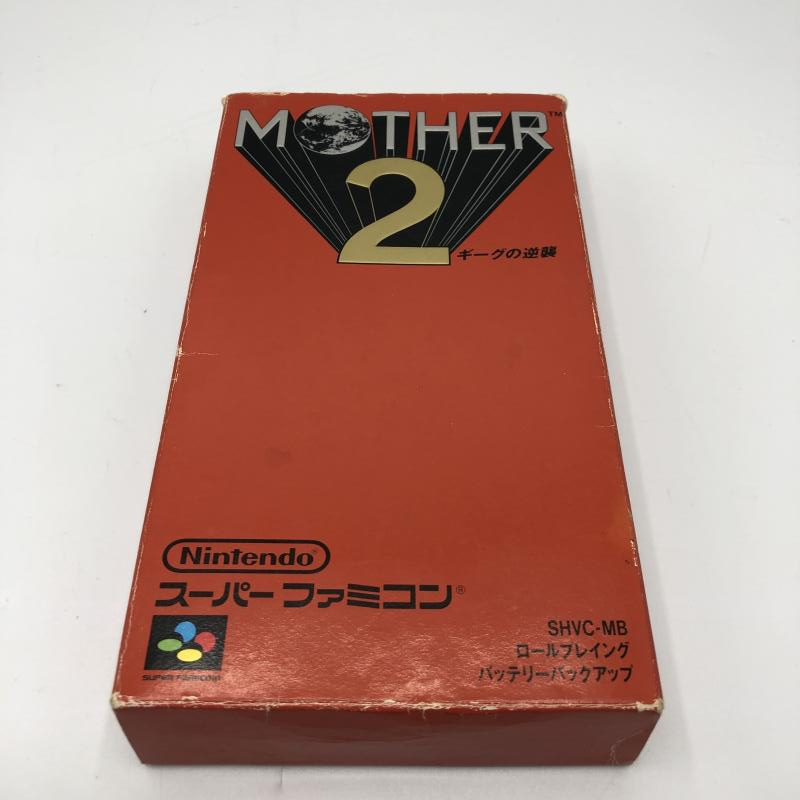 MOTHER™
2
ギーグの逆襲
Nintendo®
スーパーファミコン®
SUPER FAMICOM
SHVC-MB
ロールプレイング
バッテリーバックアップ